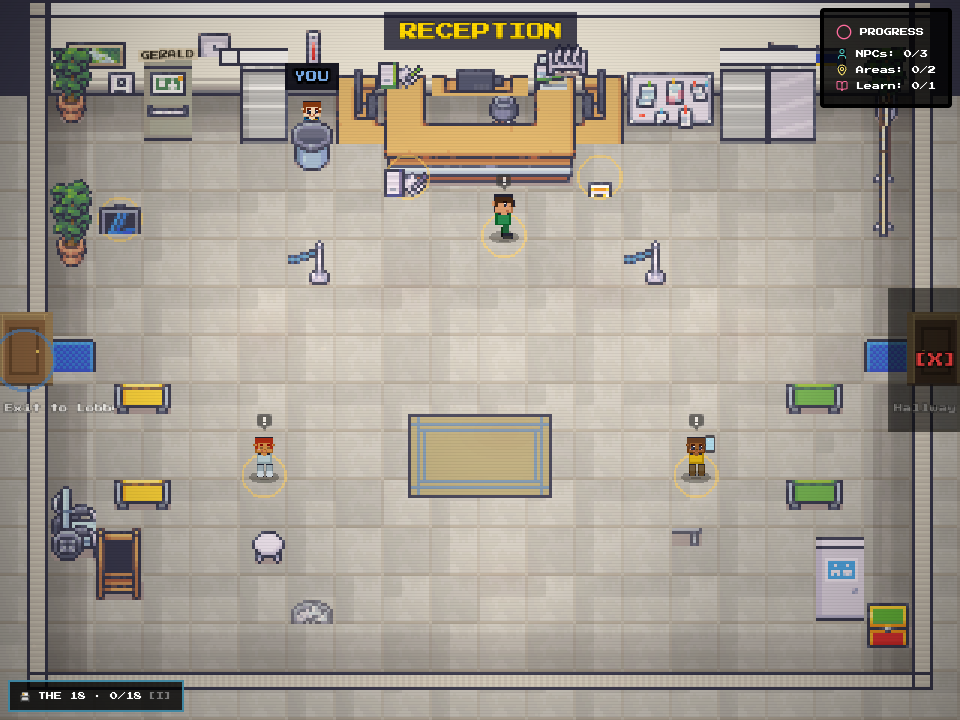 RECEPTION
PROGRESS
NPCs: 0/3
Areas: 0/2
Learn: 0/1
GERALD
YOU
!
[X]
Exit to Lobb
Hallway
!
!
THE 18 · 0/18 [I]